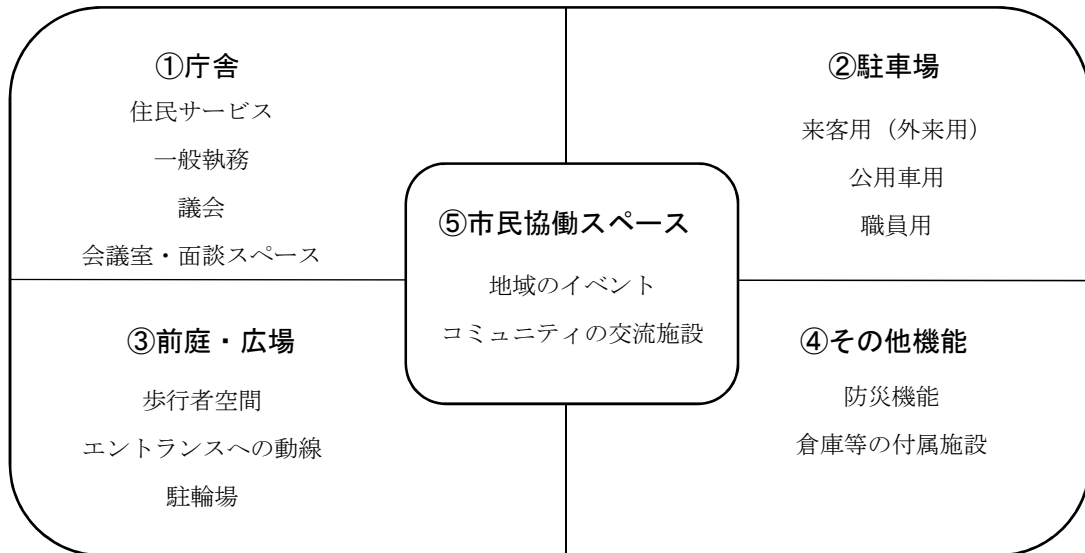 ①庁舎
住民サービス
一般執務
議会
会議室・面談スペース
②駐車場
来客用（外来用）
公用車用
職員用
⑤市民協働スペース
地域のイベント
コミュニティの交流施設
③前庭・広場
歩行者空間
エントランスへの動線
駐輪場
④その他機能
防災機能
倉庫等の付属施設